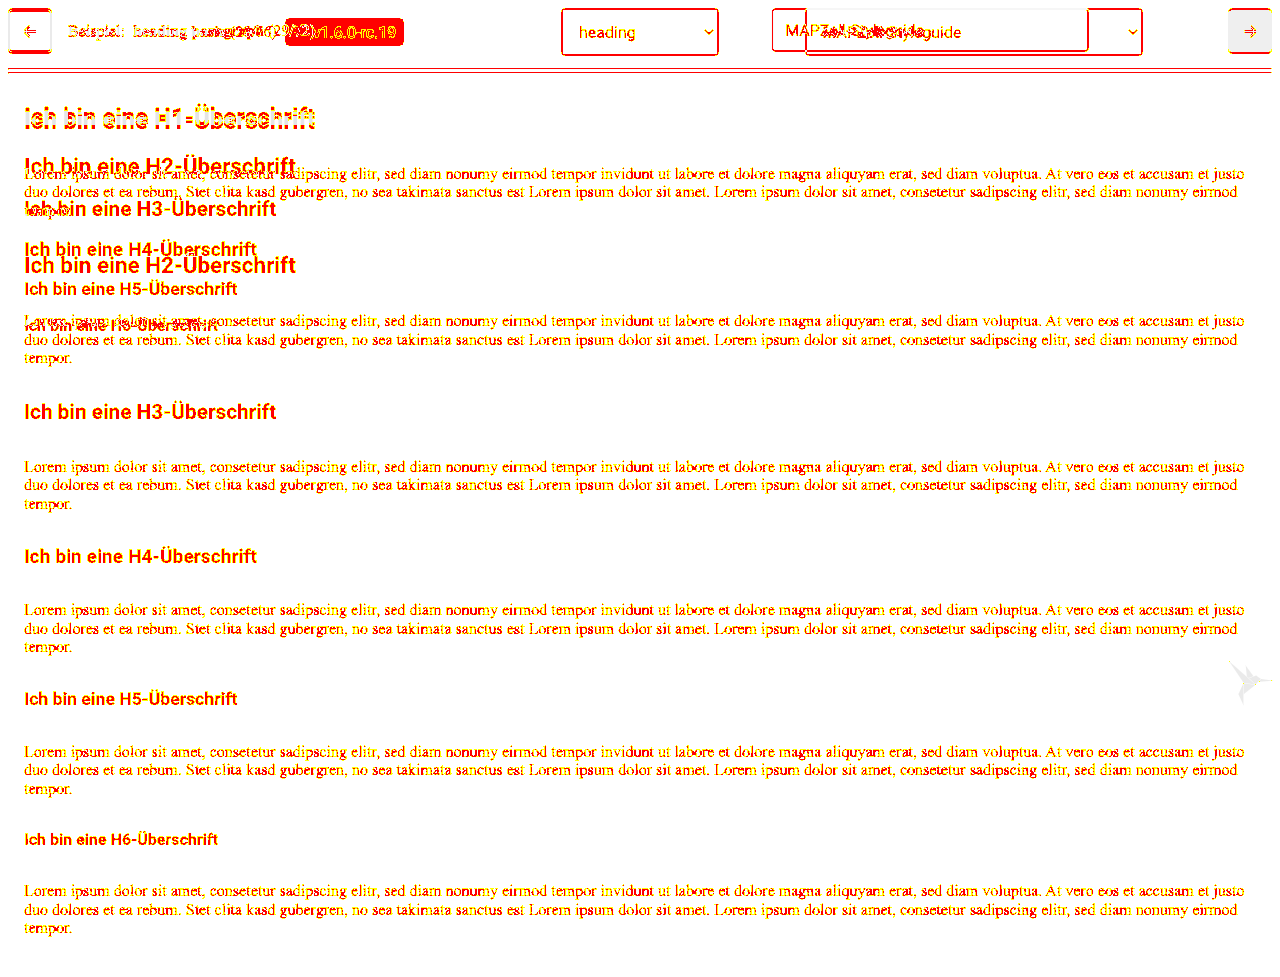 ⇐ v1.6.0-rc.19 heading MAPZ ⇒
Ich bin eine H1-Überschrift
Ich bin eine H2-Überschrift
Lorem ipsum dolor sit amet, consetetur sadipscing elitr, sed diam nonumy eirmod tempor invidunt ut labore et dolore magna aliquyam erat, sed diam voluptua. At vero eos et accusam et justo
duo dolores et ea rebum. Stet clita kasd gubergren, no sea takimata sanctus est Lorem ipsum dolor sit amet. Lorem ipsum dolor sit amet, consetetur sadipscing elitr, sed diam nonumy eirmod
tempor.
Ich bin eine H3-Überschrift
Ich bin eine H4-Überschrift
Ich bin eine H2-Überschrift
Ich bin eine H5-Überschrift
Lorem ipsum dolor sit amet, consetetur sadipscing elitr, sed diam nonumy eirmod tempor invidunt ut labore et dolore magna aliquyam erat, sed diam voluptua. At vero eos et accusam et justo
Ich bin eine H6-Überschrift
duo dolores et ea rebum. Stet clita kasd gubergren, no sea takimata sanctus est Lorem ipsum dolor sit amet. Lorem ipsum dolor sit amet, consetetur sadipscing elitr, sed diam nonumy eirmod
tempor.
Ich bin eine H3-Überschrift
Lorem ipsum dolor sit amet, consetetur sadipscing elitr, sed diam nonumy eirmod tempor invidunt ut labore et dolore magna aliquyam erat, sed diam voluptua. At vero eos et accusam et justo
duo dolores et ea rebum. Stet clita kasd gubergren, no sea takimata sanctus est Lorem ipsum dolor sit amet. Lorem ipsum dolor sit amet, consetetur sadipscing elitr, sed diam nonumy eirmod
tempor.
Ich bin eine H4-Überschrift
Lorem ipsum dolor sit amet, consetetur sadipscing elitr, sed diam nonumy eirmod tempor invidunt ut labore et dolore magna aliquyam erat, sed diam voluptua. At vero eos et accusam et justo
duo dolores et ea rebum. Stet clita kasd gubergren, no sea takimata sanctus est Lorem ipsum dolor sit amet. Lorem ipsum dolor sit amet, consetetur sadipscing elitr, sed diam nonumy eirmod
tempor.
Ich bin eine H5-Überschrift
Lorem ipsum dolor sit amet, consetetur sadipscing elitr, sed diam nonumy eirmod tempor invidunt ut labore et dolore magna aliquyam erat, sed diam voluptua. At vero eos et accusam et justo
duo dolores et ea rebum. Stet clita kasd gubergren, no sea takimata sanctus est Lorem ipsum dolor sit amet. Lorem ipsum dolor sit amet, consetetur sadipscing elitr, sed diam nonumy eirmod
tempor.
Ich bin eine H6-Überschrift
Lorem ipsum dolor sit amet, consetetur sadipscing elitr, sed diam nonumy eirmod tempor invidunt ut labore et dolore magna aliquyam erat, sed diam voluptua. At vero eos et accusam et justo
duo dolores et ea rebum. Stet clita kasd gubergren, no sea takimata sanctus est Lorem ipsum dolor sit amet. Lorem ipsum dolor sit amet, consetetur sadipscing elitr, sed diam nonumy eirmod
tempor.